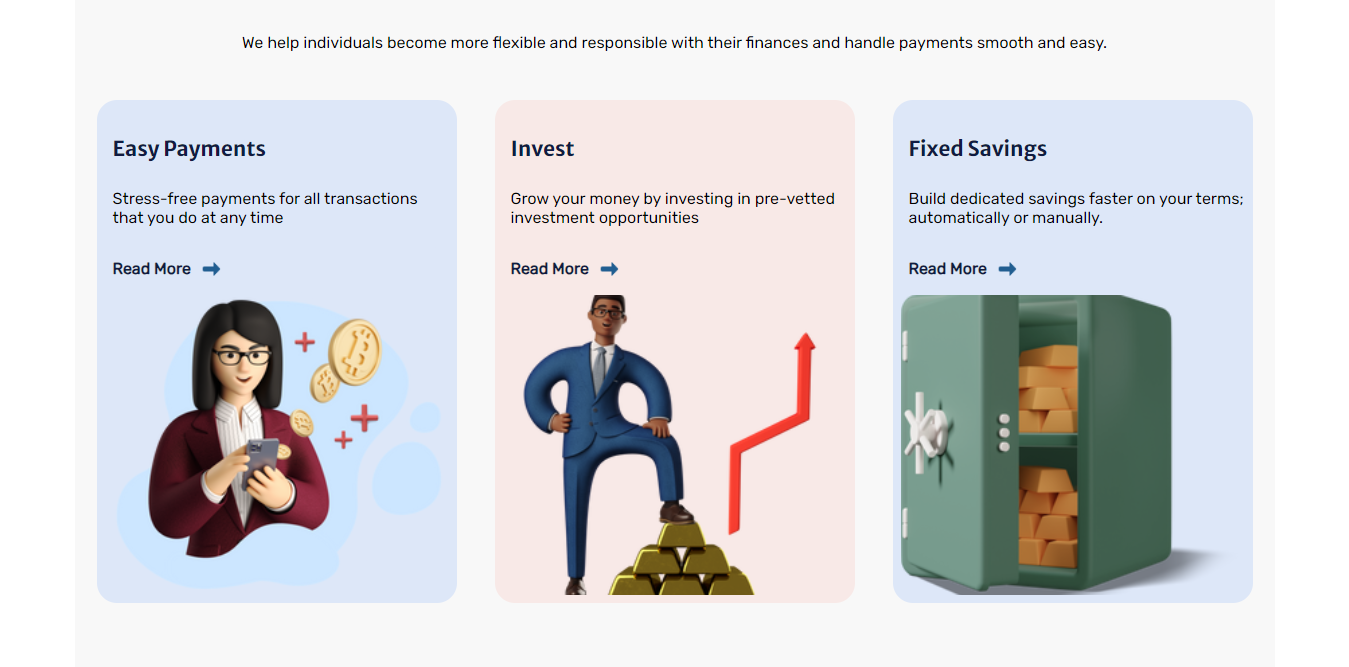 We help individuals become more flexible and responsible with their finances and handle payments smooth and easy.
Easy Payments
Stress-free payments for all transactions
that you do at any time
Read More
Invest
Grow your money by investing in pre-vetted
investment opportunities
Read More
Fixed Savings
Build dedicated savings faster on your terms;
automatically or manually.
Read More